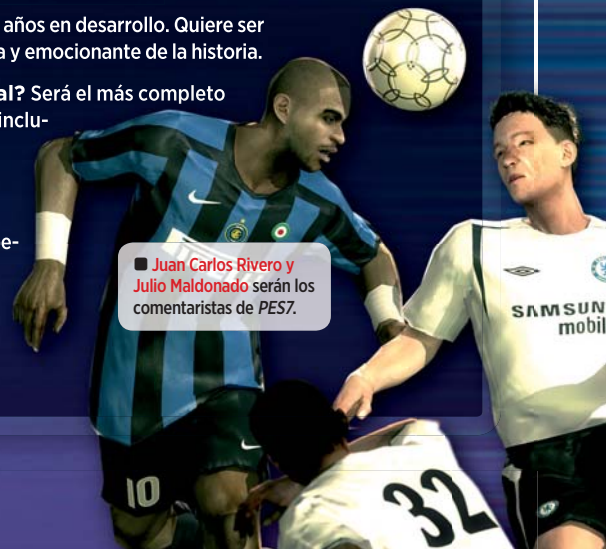 años en desarrollo. Quiere ser
a y emocionante de la historia.
al? Será el más completo
inclu-
e-
■ Juan Carlos Rivero y
Julio Maldonado serán los
comentaristas de PES7.
SAMSUN
mobil
10
32